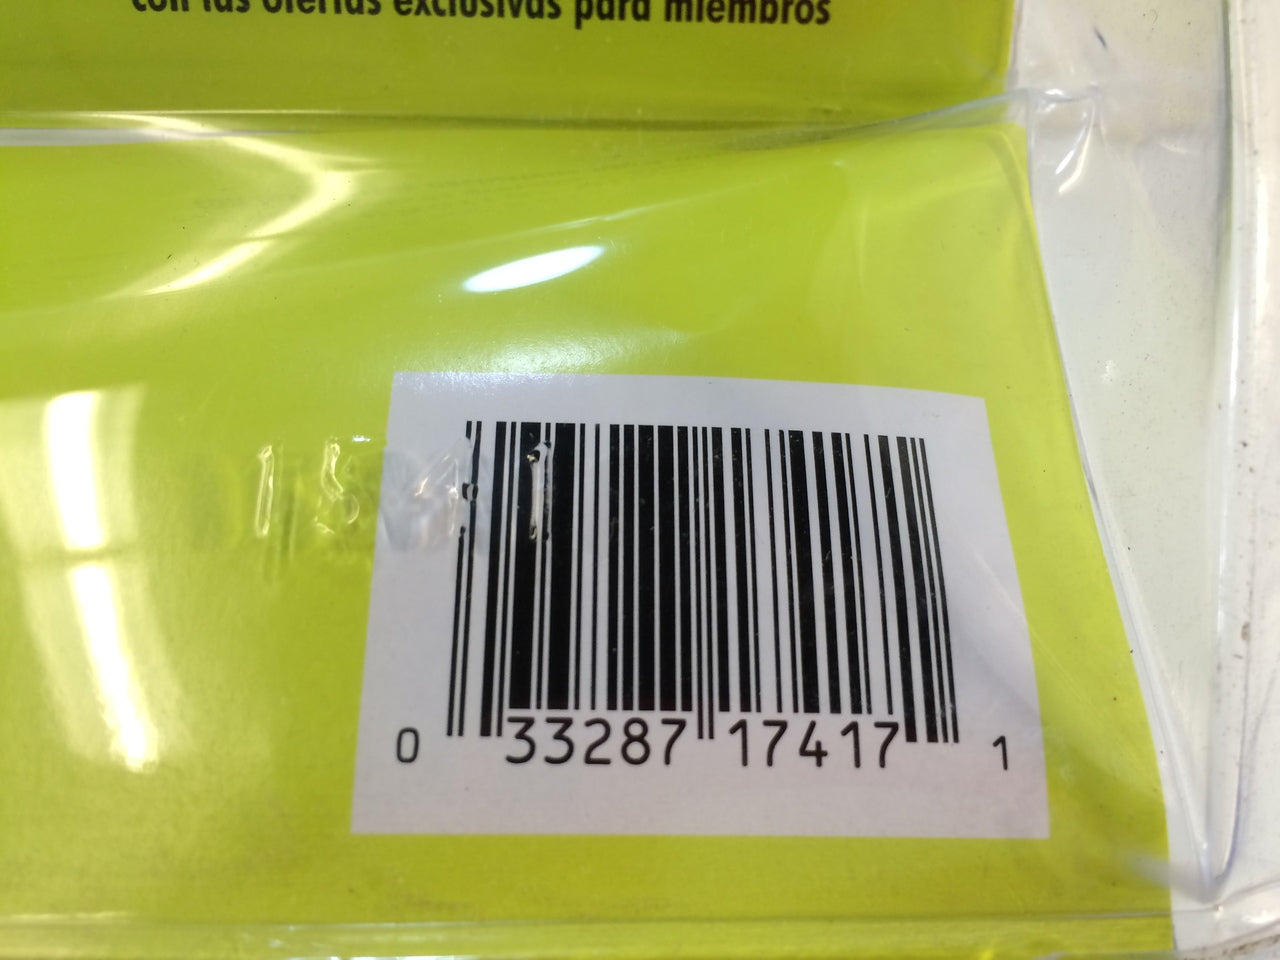 con las ofertas exclusivas para miembros
0 33287 17417 1